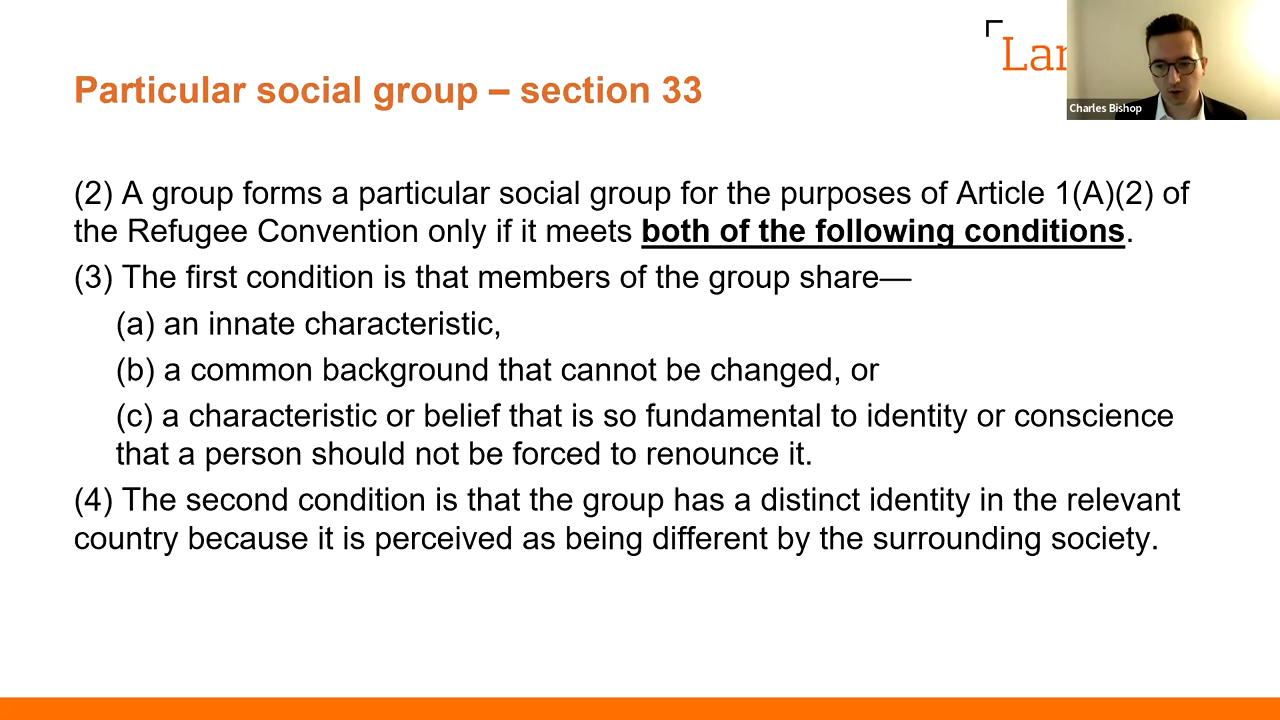 Particular social group – section 33
Lan
Charles Bishop
(2) A group forms a particular social group for the purposes of Article 1(A)(2) of
the Refugee Convention only if it meets both of the following conditions.
(3) The first condition is that members of the group share—
(a) an innate characteristic,
(b) a common background that cannot be changed, or
(c) a characteristic or belief that is so fundamental to identity or conscience
that a person should not be forced to renounce it.
(4) The second condition is that the group has a distinct identity in the relevant
country because it is perceived as being different by the surrounding society.